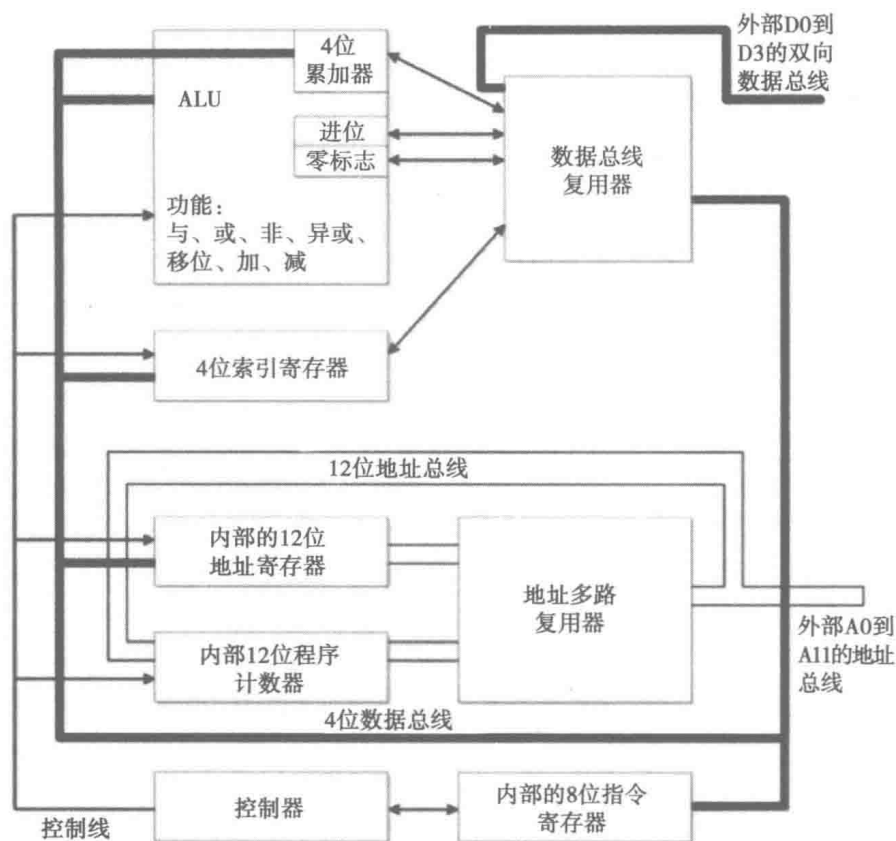 4位
累加器
ALU
进位
零标志
功能:
与、或、非、异或、
移位、加、减
外部D0到
D3的双向
数据总线
数据总线
复用器
4位索引寄存器
12位地址总线
内部的12位
地址寄存器
地址多路
复用器
内部12位程序
计数器
外部A0到
A11的地址
总线
4位数据总线
控制器
内部的8位指令
寄存器
控制线